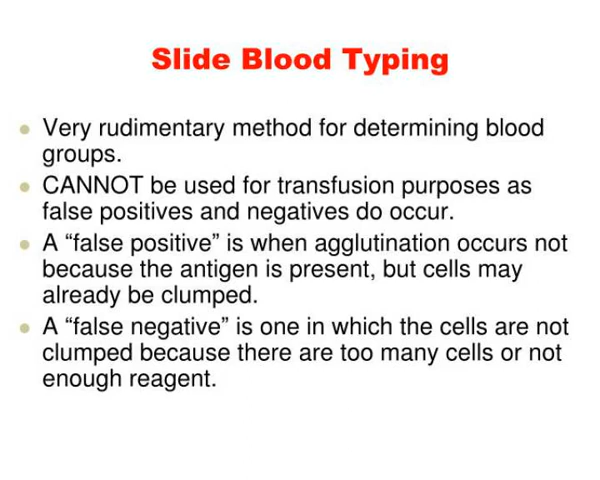 Slide Blood Typing
Very rudimentary method for determining blood
groups.
CANNOT be used for transfusion purposes as
false positives and negatives do occur.
A “false positive” is when agglutination occurs not
because the antigen is present, but cells may
already be clumped.
A “false negative” is one in which the cells are not
clumped because there are too many cells or not
enough reagent.